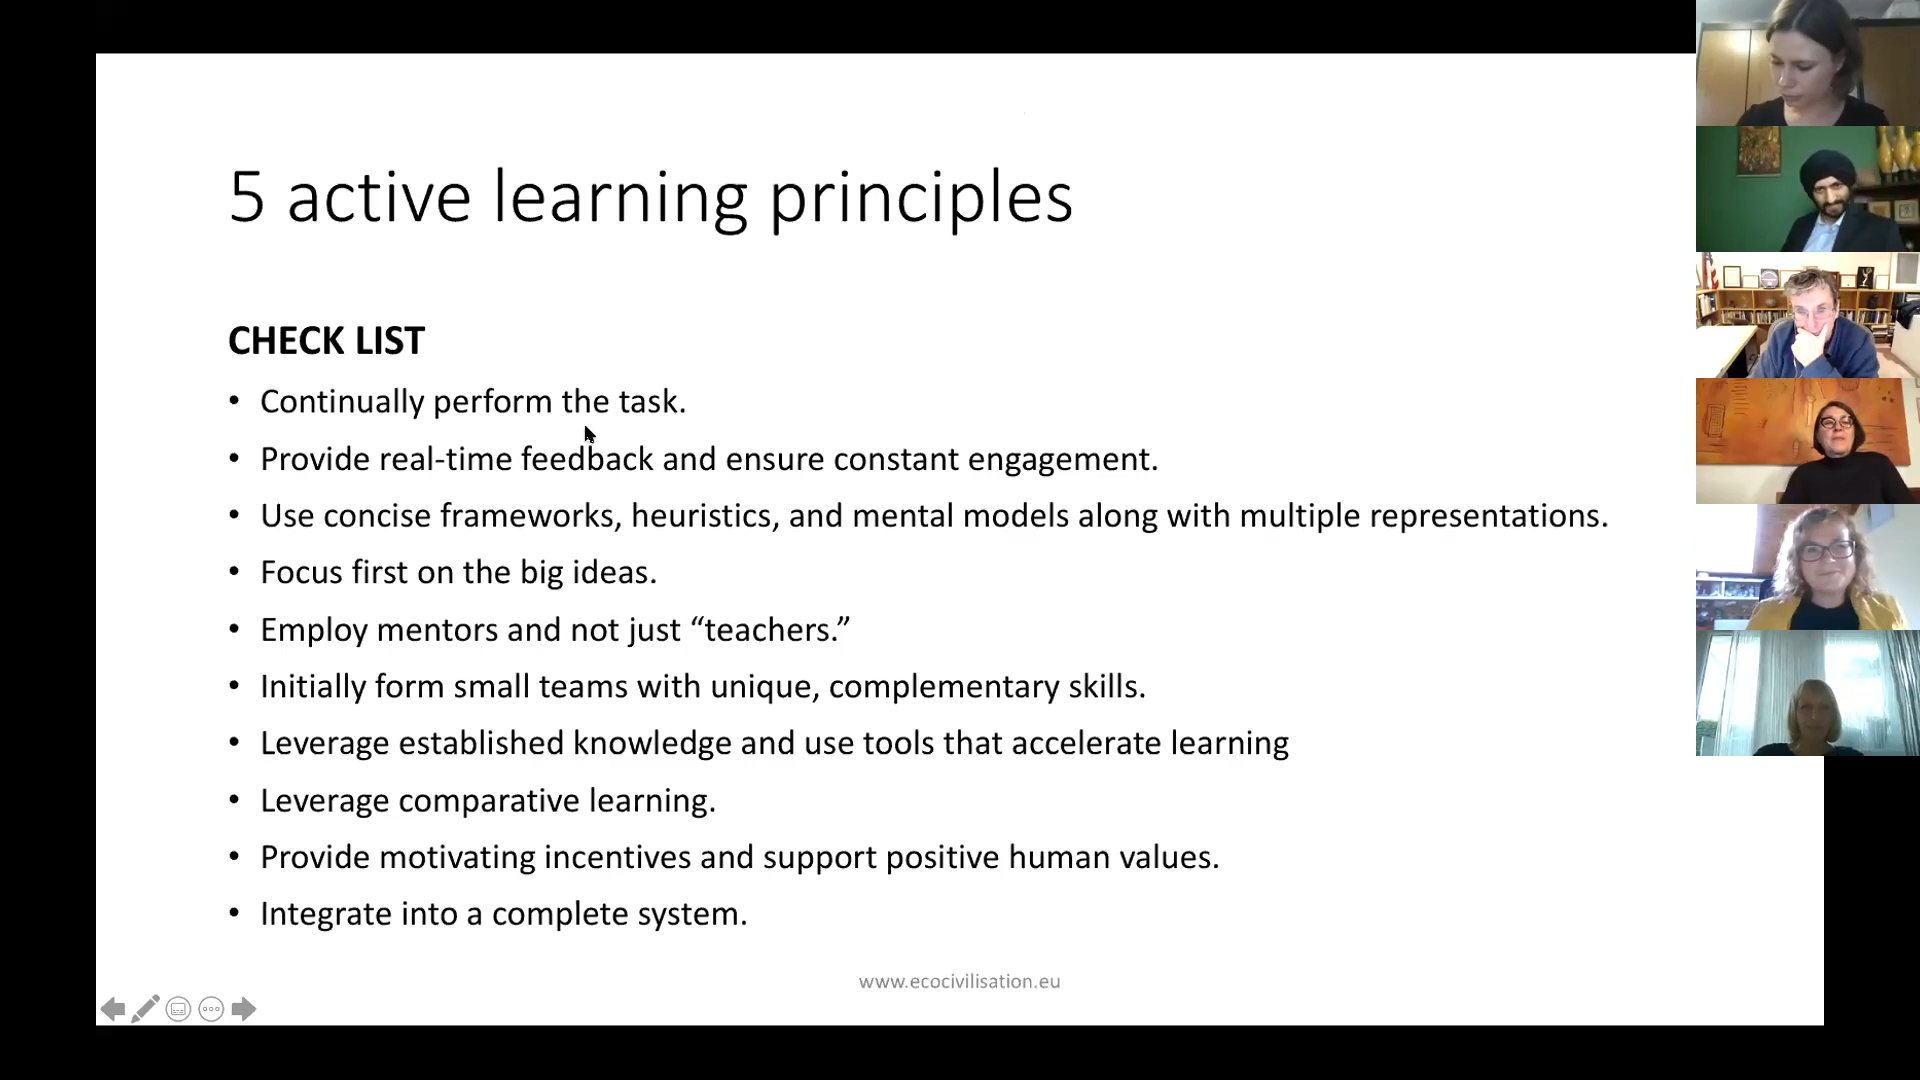 5 active learning principles
CHECK LIST
• Continually perform the task.
• Provide real-time feedback and ensure constant engagement.
• Use concise frameworks, heuristics, and mental models along with multiple representations.
• Focus first on the big ideas.
• Employ mentors and not just “teachers.”
• Initially form small teams with unique, complementary skills.
• Leverage established knowledge and use tools that accelerate learning
• Leverage comparative learning.
• Provide motivating incentives and support positive human values.
• Integrate into a complete system.
www.ecocivilisation.eu